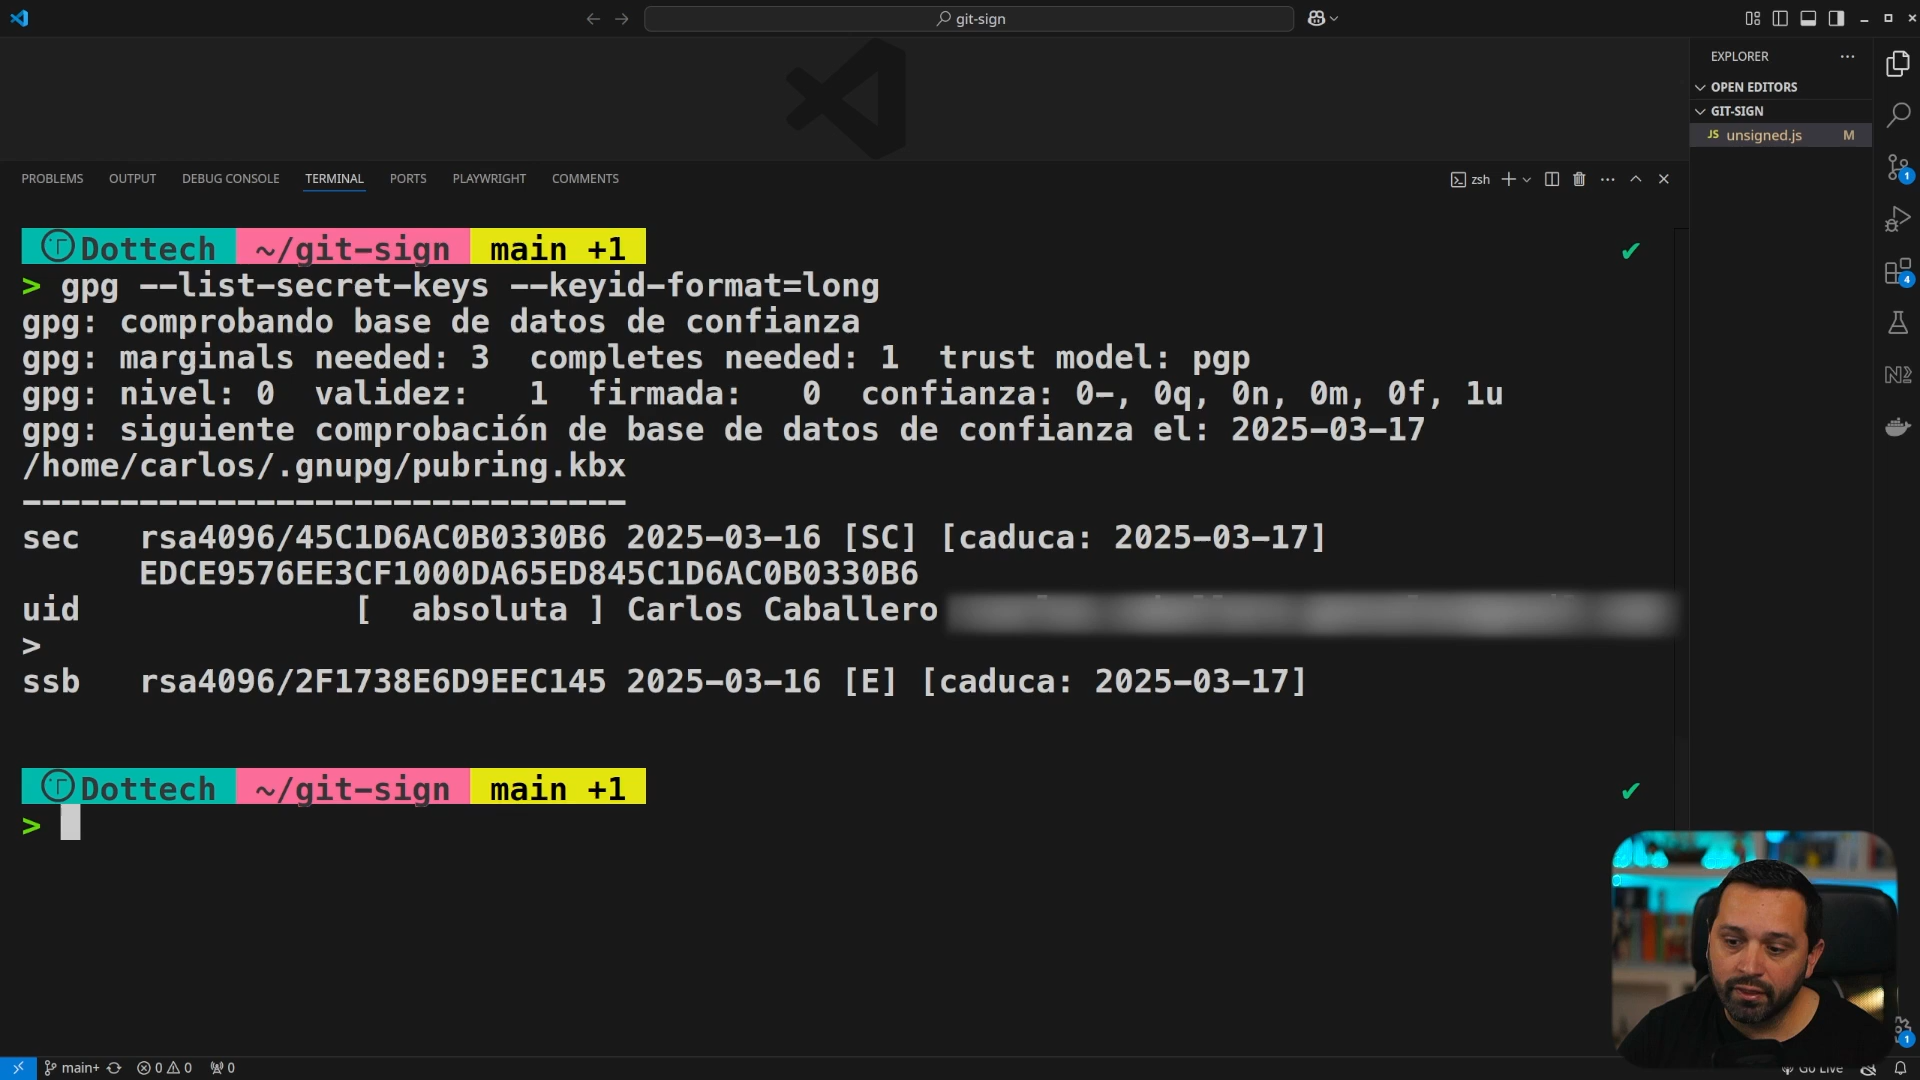 git-sign
EXPLORER
OPEN EDITORS
GIT-SIGN
JS unsigned.js M
PROBLEMS OUTPUT DEBUG CONSOLE TERMINAL PORTS PLAYWRIGHT COMMENTS
zsh
Dottech ~/git-sign main +1 ✔
> gpg --list-secret-keys --keyid-format=long
gpg: comprobando base de datos de confianza
gpg: marginals needed: 3  completes needed: 1  trust model: pgp
gpg: nivel: 0  validez:   1  firmada:   0  confianza: 0-, 0q, 0n, 0m, 0f, 1u
gpg: siguiente comprobación de base de datos de confianza el: 2025-03-17
/home/carlos/.gnupg/pubring.kbx
-------------------------------
sec   rsa4096/45C1D6AC0B0330B6 2025-03-16 [SC] [caduca: 2025-03-17]
EDCE9576EE3CF1000DA65ED845C1D6AC0B0330B6
uid              [  absoluta ] Carlos Caballero
>
ssb   rsa4096/2F1738E6D9EEC145 2025-03-16 [E] [caduca: 2025-03-17]
Dottech ~/git-sign main +1 ✔
>
1
4
1
main+ 0 0 0
Go Live